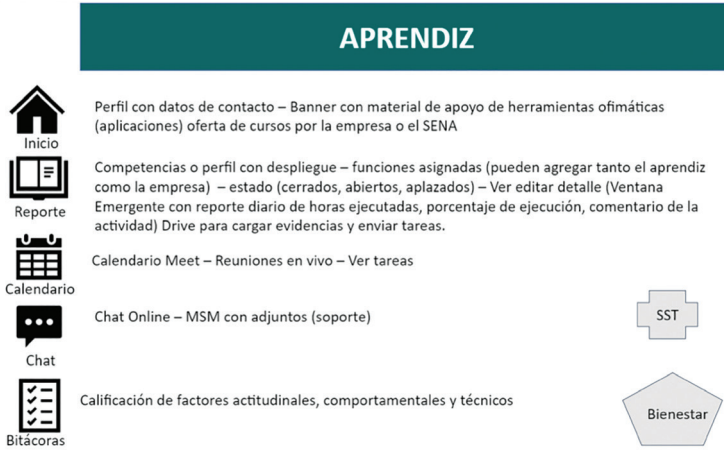 APRENDIZ
Perfil con datos de contacto – Banner con material de apoyo de herramientas ofimáticas
(aplicaciones) oferta de cursos por la empresa o el SENA
Inicio
Competencias o perfil con despliegue – funciones asignadas (pueden agregar tanto el aprendiz
como la empresa) – estado (cerrados, abiertos, aplazados) – Ver editar detalle (Ventana
Emergente con reporte diario de horas ejecutadas, porcentaje de ejecución, comentario de la
actividad) Drive para cargar evidencias y enviar tareas.
Reporte
Calendario Meet – Reuniones en vivo – Ver tareas
Calendario
Chat Online – MSM con adjuntos (soporte)
SST
Chat
Calificación de factores actitudinales, comportamentales y técnicos
Bienestar
Bitácoras